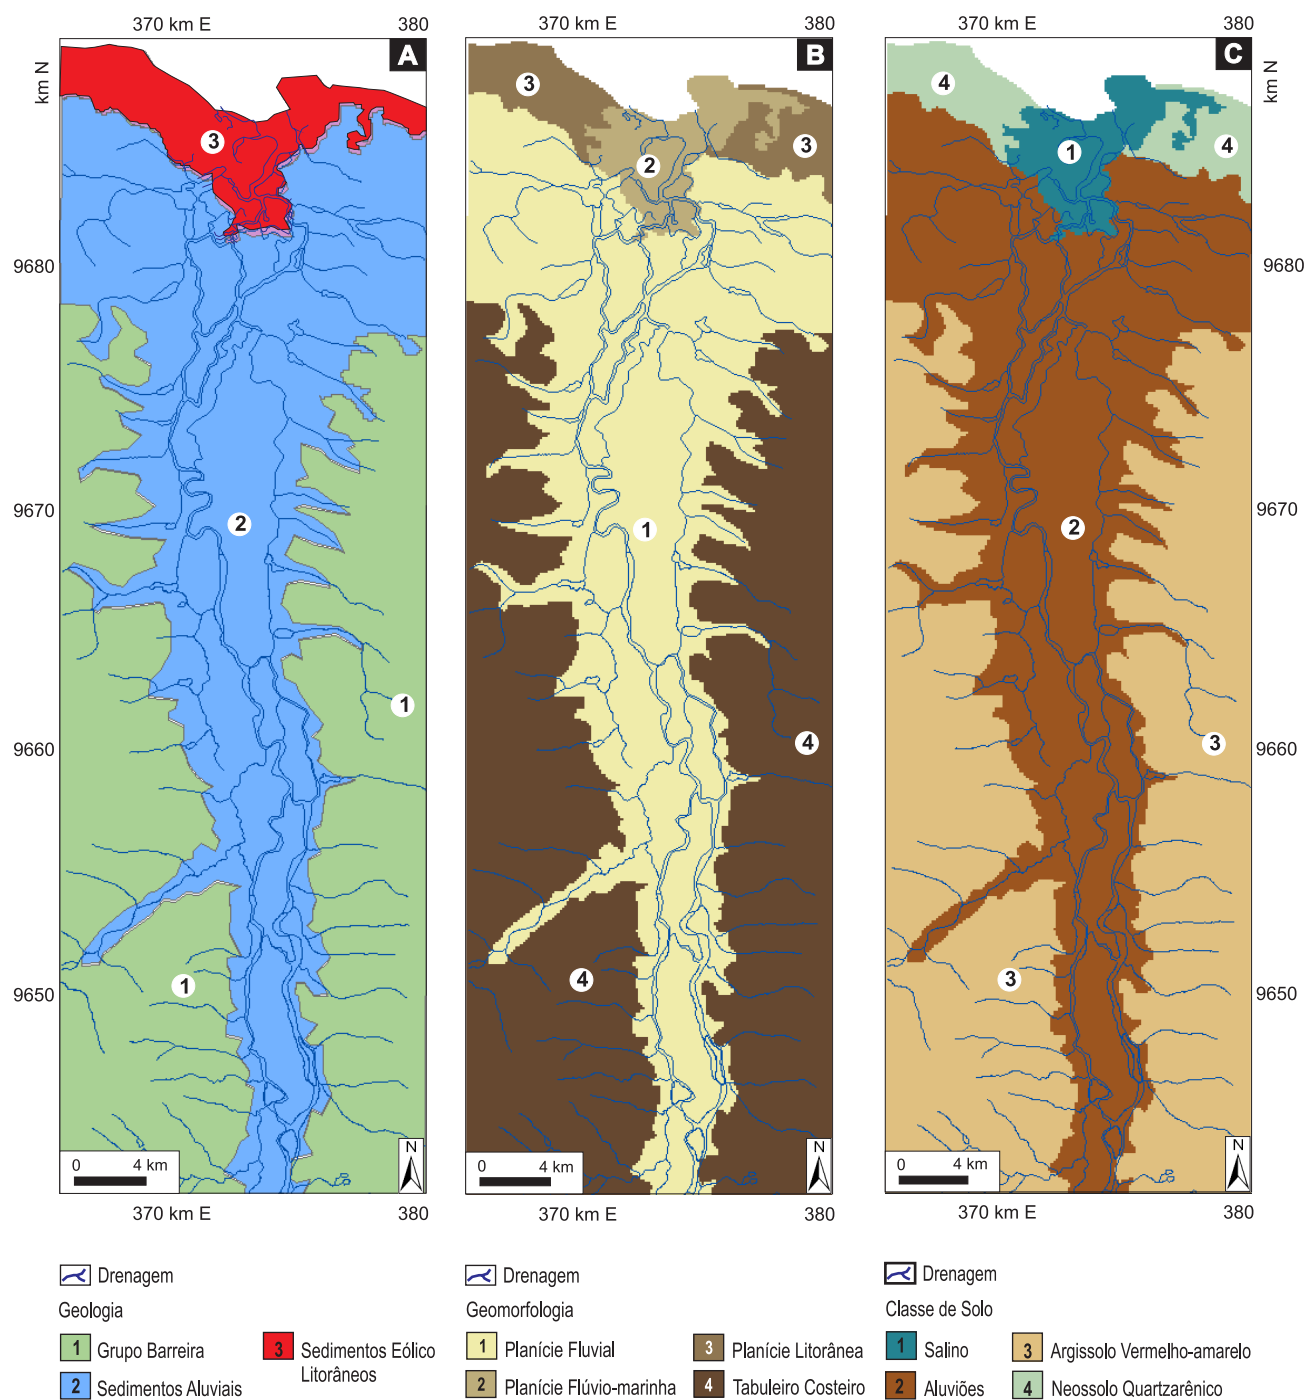 370 km E 380 370 km E 380 370 km E 380
km N
km N
A B C
3 3 3 4 4
2 1
9680 9680
9670 9670
2 1 2
1 4 3
9660 9660
1 4 3
9650 9650
N N N
0 4 km 0 4 km 0 4 km
370 km E 380 370 km E 380 370 km E 380
Drenagem
Geologia
1 Grupo Barreira
2 Sedimentos Aluviais
3 Sedimentos Eólico
Litorâneos
Drenagem
Geomorfologia
1 Planície Fluvial
2 Planície Flúvio-marinha
3 Planície Litorânea
4 Tabuleiro Costeiro
Drenagem
Classe de Solo
1 Salino
2 Aluviões
3 Argissolo Vermelho-amarelo
4 Neossolo Quartzarênico